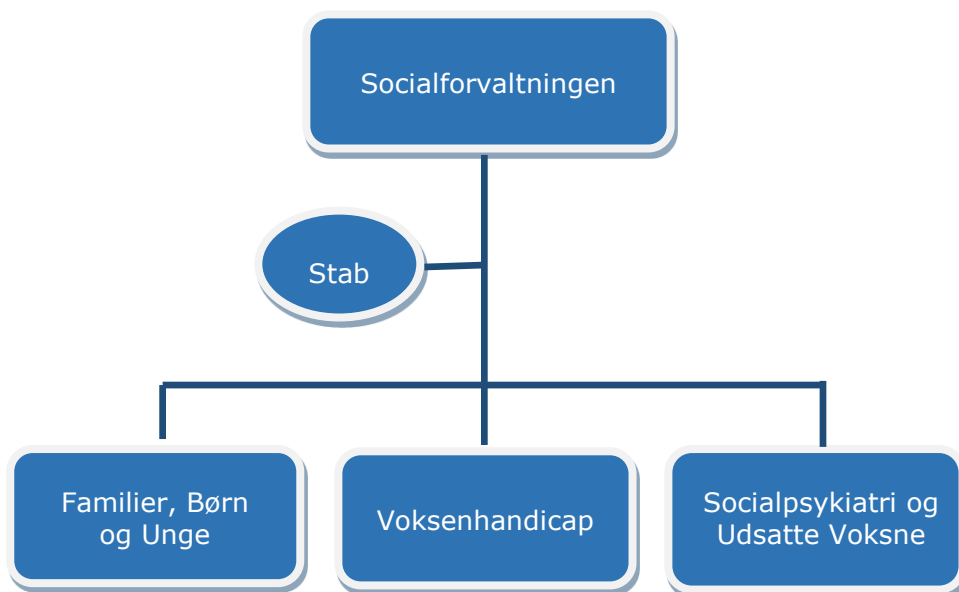 Socialforvaltningen
Stab
Familier, Børn
og Unge
Voksenhandicap
Socialpsykiatri og
Udsatte Voksne